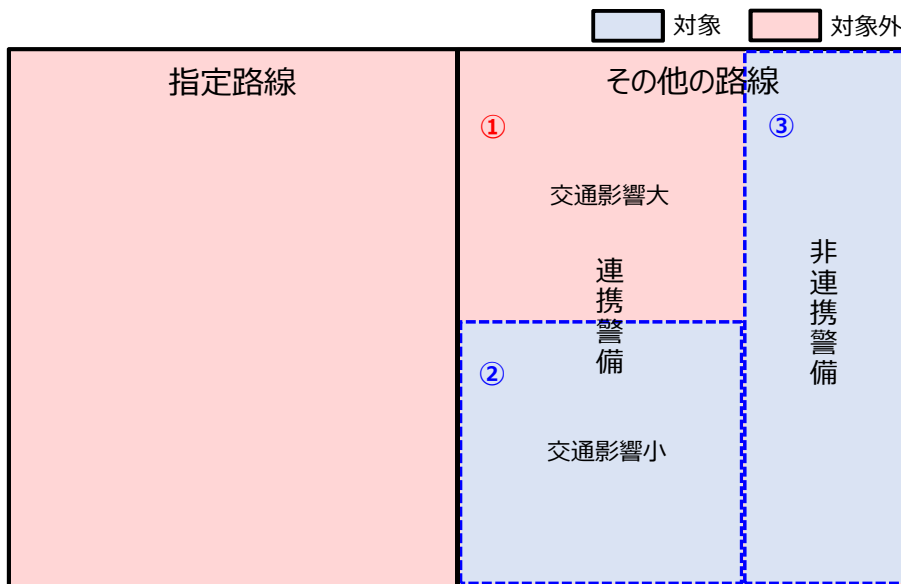 対象
対象外
指定路線
その他の路線
①
③
交通影響大
連携警備
非連携警備
②
交通影響小